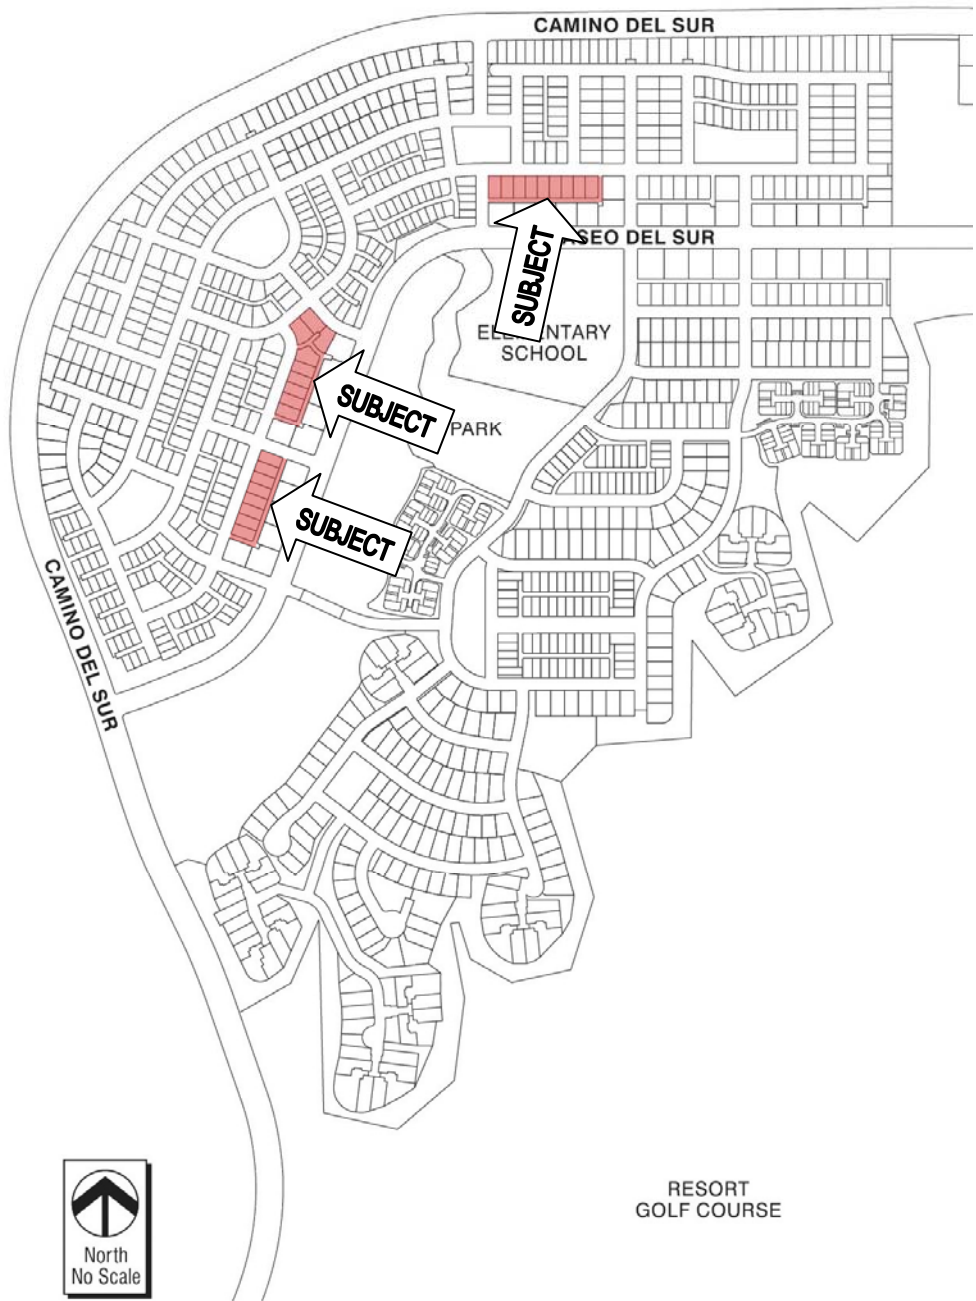 CAMINO DEL SUR
SUBJECT
ASEO DEL SUR
ELEMENTARY
SCHOOL
SUBJECT
PARK
SUBJECT
CAMINO DEL SUR
RESORT
GOLF COURSE
North
No Scale